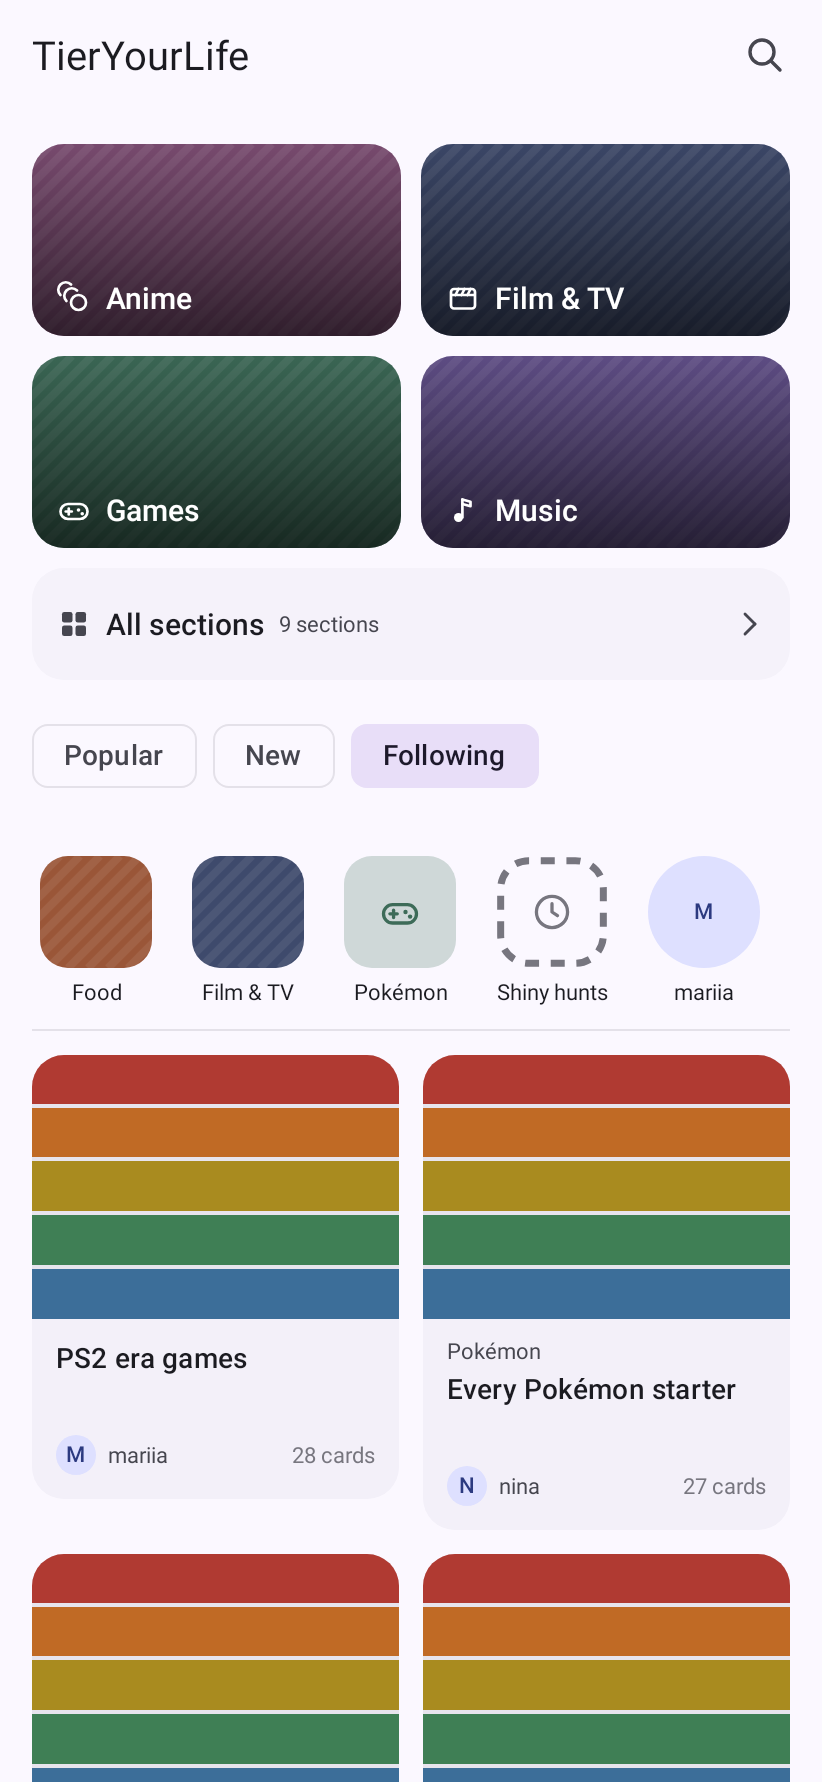 TierYourLife
Anime
Film & TV
Games
Music
All sections 9 sections
Popular New Following
M
Food Film & TV Pokémon Shiny hunts mariia
PS2 era games
M mariia 28 cards
Pokémon
Every Pokémon starter
N nina 27 cards